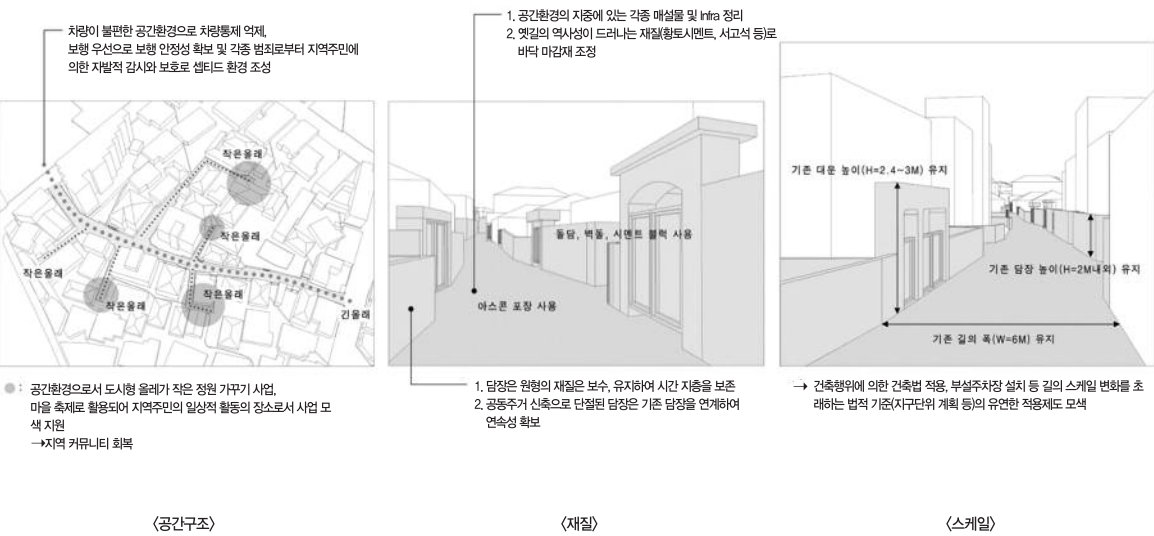 차량이 불편한 공간환경으로 차량통제 억제,
보행 우선으로 보행 안정성 확보 및 각종 범죄로부터 지역주민에
의한 자발적 감시와 보호로 셉티드 환경 조성
작은올래
작은올래
작은올래
작은올래
작은올래
긴올래
: 공간환경으로서 도시형 올레가 작은 정원 가꾸기 사업,
마을 축제로 활용되어 지역주민의 일상적 활동의 장소로서 사업 모
색 지원
→지역 커뮤니티 회복
〈공간구조〉
1. 공간환경의 지중에 있는 각종 매설물 및 Infra 정리
2. 옛길의 역사성이 드러나는 재질(황토시멘트, 서고석 등)로
바닥 마감재 조정
돌담, 벽돌, 시멘트 블럭 사용
아스콘 포장 사용
1. 담장은 원형의 재질은 보수, 유지하여 시간 지층을 보존
2. 공동주거 신축으로 단절된 담장은 기존 담장을 연계하여
연속성 확보
〈재질〉
기존 대문 높이(H=2.4~3M) 유지
기존 담장 높이(H=2M내외) 유지
기존 길의 폭(W=6M) 유지
→ 건축행위에 의한 건축법 적용, 부설주차장 설치 등 길의 스케일 변화를 초
래하는 법적 기준(지구단위 계획 등)의 유연한 적용제도 모색
〈스케일〉